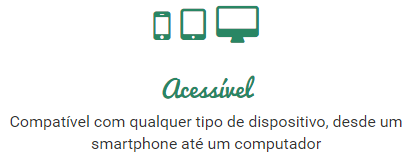 Acessível
Compatível com qualquer tipo de dispositivo, desde um
smartphone até um computador